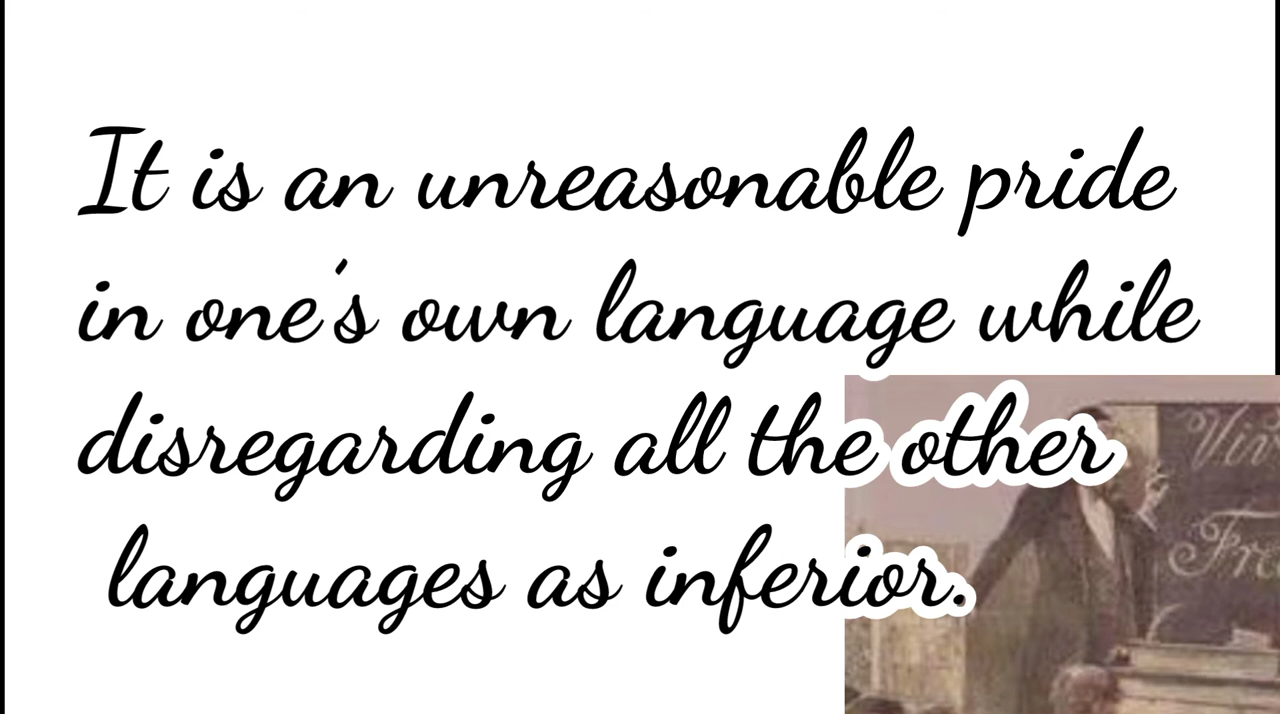 It is an unreasonable pride
in one's own language while
disregarding all the other
languages as inferior.